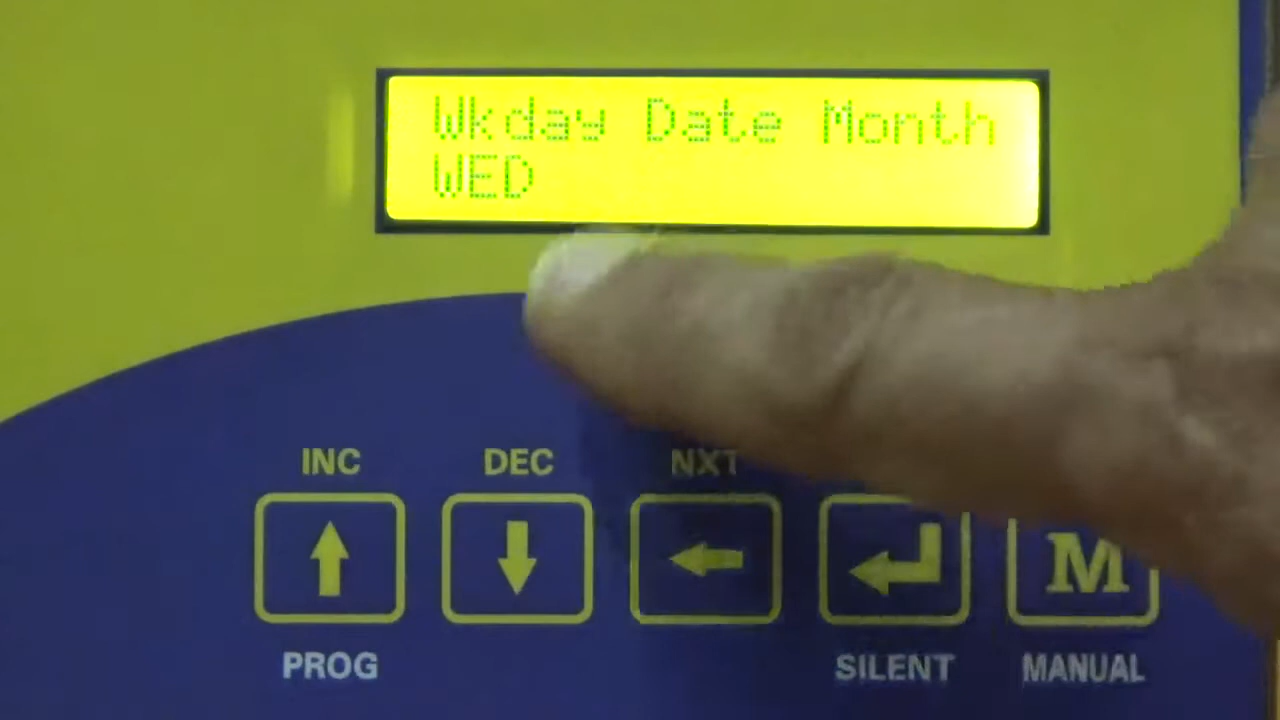 Wkday Date Month
WED
INC DEC NXT
M
PROG SILENT MANUAL